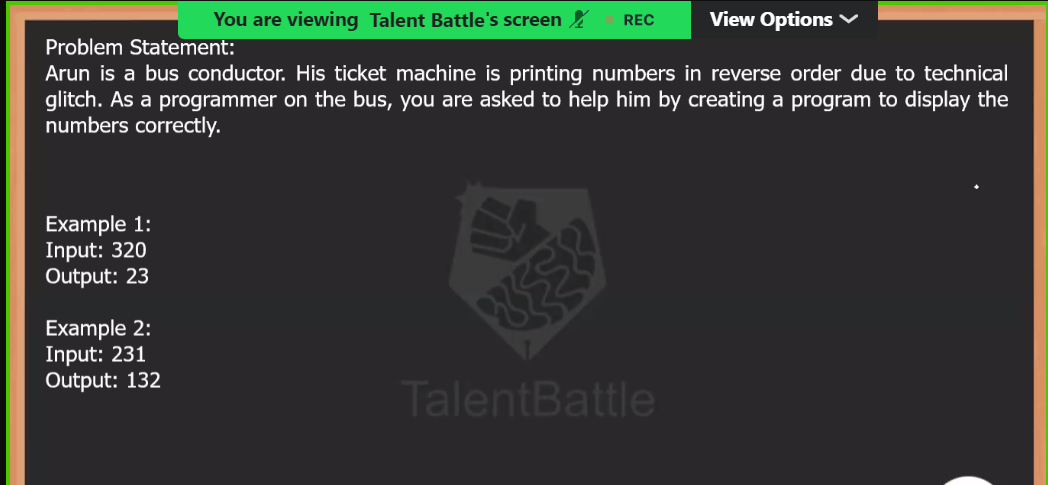 You are viewing Talent Battle's screen REC View Options
Problem Statement:
Arun is a bus conductor. His ticket machine is printing numbers in reverse order due to technical
glitch. As a programmer on the bus, you are asked to help him by creating a program to display the
numbers correctly.
Example 1:
Input: 320
Output: 23
Example 2:
Input: 231
Output: 132
TalentBattle